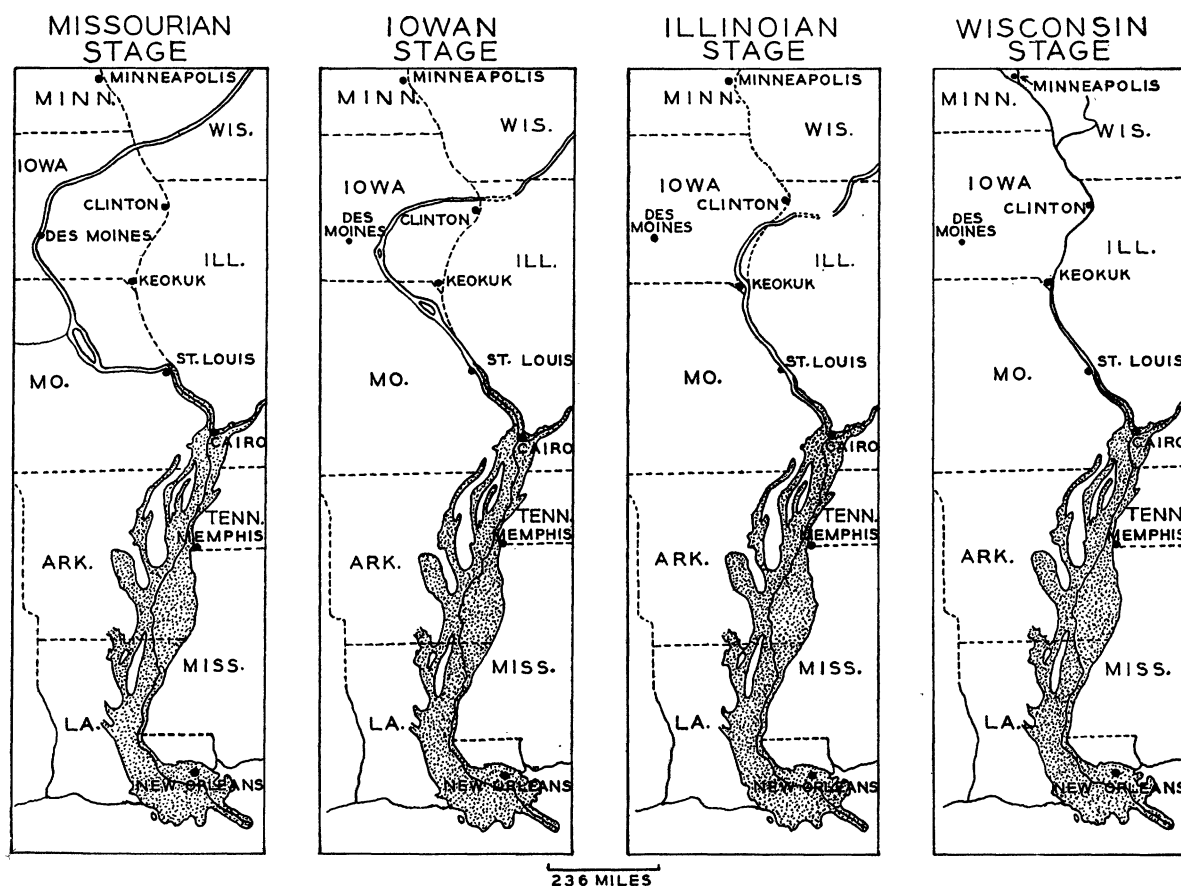 MISSOURIAN
STAGE
MINNEAPOLIS
MINN.
WIS.
IOWA
CLINTON
DES MOINES
ILL.
KEOKUK
ST. LOUIS
MO.
CAIRO
TENN.
MEMPHIS
ARK.
MISS.
LA.
NEW ORLEANS
IOWAN
STAGE
MINNEAPOLIS
MINN.
WIS.
IOWA
DES
MOINES
CLINTON
ILL.
KEOKUK
ST. LOUIS
MO.
CAIRO
TENN.
MEMPHIS
ARK.
MISS.
LA.
NEW ORLEANS
ILLINOIAN
STAGE
MINNEAPOLIS
MINN.
WIS.
IOWA
CLINTON
DES
MOINES
ILL.
KEOKUK
ST. LOUIS
MO.
CAIRO
TENN.
MEMPHIS
ARK.
MISS.
LA.
NEW ORLEANS
WISCONSIN
STAGE
MINNEAPOLIS
MINN.
WIS.
IOWA
CLINTON
DES
MOINES
ILL.
KEOKUK
ST. LOUIS
MO.
CAIRO
TENN.
MEMPHIS
ARK.
MISS.
LA.
NEW ORLEANS
236 MILES